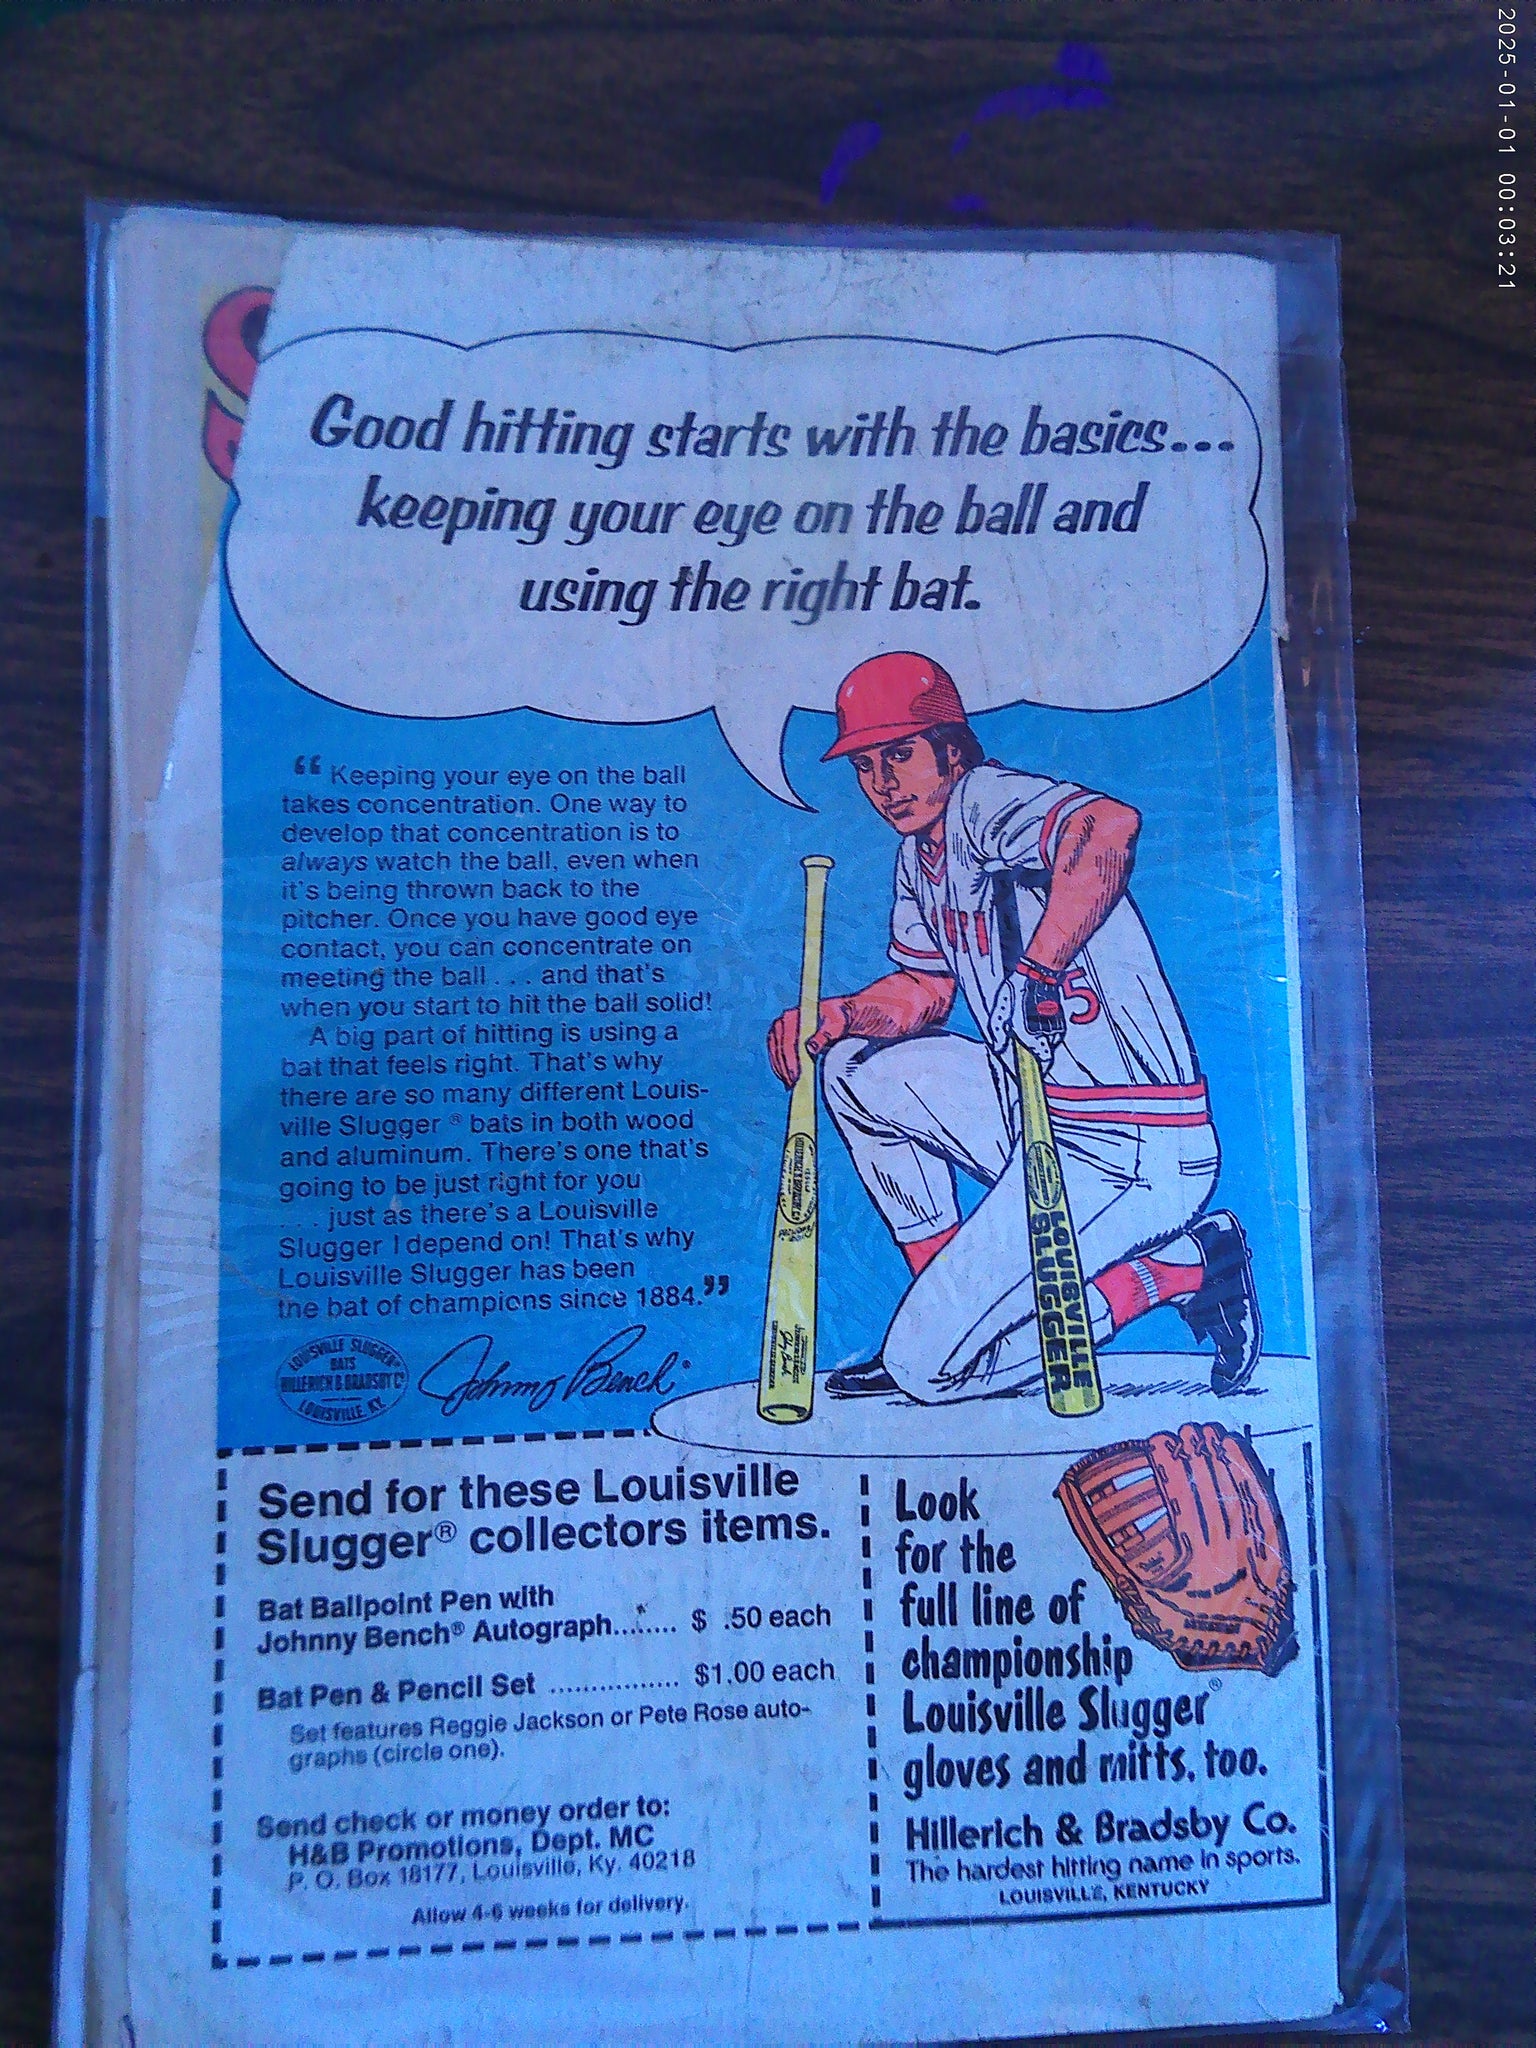 2025-01-01 00:03:21
Good hitting starts with the basics...
keeping your eye on the ball and
using the right bat.
“Keeping your eye on the ball
takes concentration. One way to
develop that concentration is to
always watch the ball, even when
it's being thrown back to the
pitcher. Once you have good eye
contact, you can concentrate on
meeting the ball . . . and that's
when you start to hit the ball solid!
A big part of hitting is using a
bat that feels right. That's why
there are so many different Louis-
ville Slugger® bats in both wood
and aluminum. There's one that's
going to be just right for you
. . . just as there's a Louisville
Slugger I depend on! That's why
Louisville Slugger has been
the bat of champions since 1884.”
LOUISVILLE SLUGGER®
BATS
HILLERICH & BRADSBY Co
LOUISVILLE, KY.
Johnny Bench
5
LOUISVILLE
SLUGGER
Send for these Louisville
Slugger® collectors items.
Bat Ballpoint Pen with
Johnny Bench® Autograph........ $ .50 each
Bat Pen & Pencil Set ................. $1.00 each
Set features Reggie Jackson or Pete Rose auto-
graphs (circle one).
Send check or money order to:
H&B Promotions, Dept. MC
P. O. Box 18177, Louisville, Ky. 40218
Allow 4-6 weeks for delivery.
Look
for the
full line of
championship
Louisville Slugger®
gloves and mitts, too.
Hillerich & Bradsby Co.
The hardest hitting name in sports.
LOUISVILLE, KENTUCKY